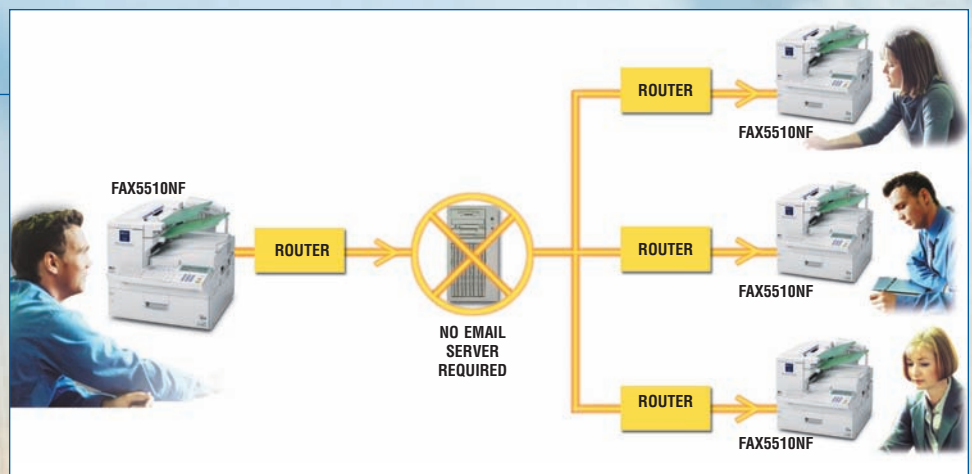 FAX5510NF
ROUTER
NO EMAIL
SERVER
REQUIRED
ROUTER
FAX5510NF
ROUTER
FAX5510NF
ROUTER
FAX5510NF